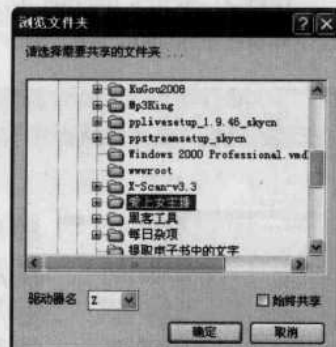 浏览文件夹
请选择需要共享的文件夹 ...
KuGou2008
Mp3King
pplivesetup_1.9.46_skycn
ppstreamsetup_skycn
Windows 2000 Professional.vmd
wwwroot
X-Scan-v3.3
爱上女主播
黑客工具
每日杂项
提取电子书中的文字
驱动器名
Z
始终共享
确定
取消